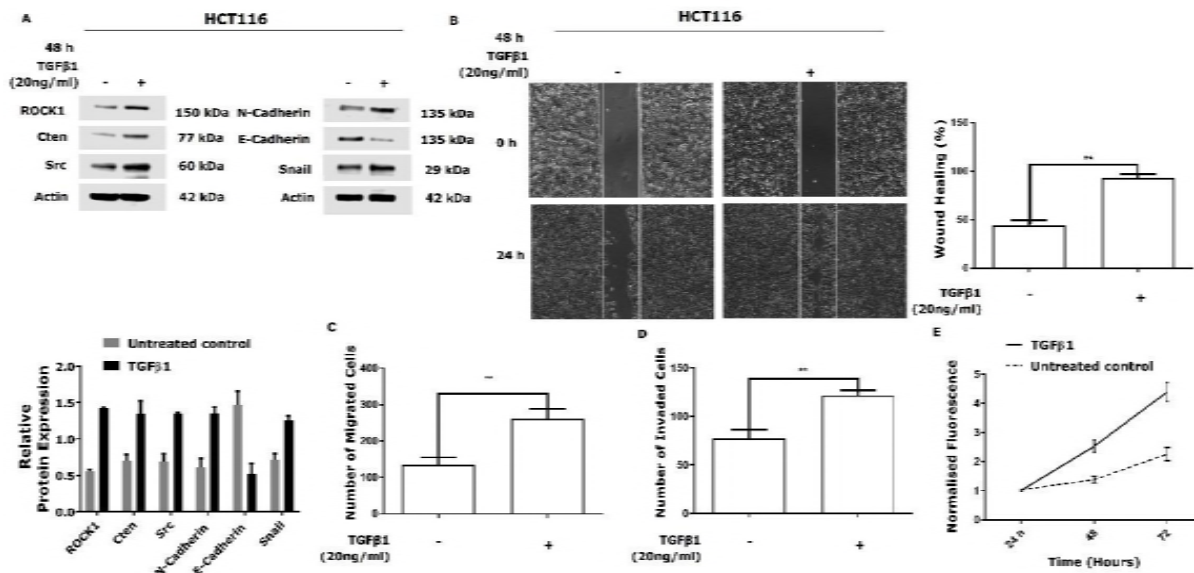 A
HCT116
48 h
TGFβ1
(20ng/ml)
- +
- +
ROCK1
150 kDa
N-Cadherin
135 kDa
Cten
77 kDa
E-Cadherin
135 kDa
Src
60 kDa
Snail
29 kDa
Actin
42 kDa
Actin
42 kDa
B
HCT116
48 h
TGFβ1
(20ng/ml)
- +
0 h
24 h
Wound Healing (%)
150
100
50
0
**
- +
TGFβ1
(20ng/ml)
Untreated control
TGFβ1
Relative
Protein Expression
2.0
1.5
1.0
0.5
0.0
ROCK1
Cten
Src
N-Cadherin
E-Cadherin
Snail
C
Number of Migrated Cells
400
300
200
100
0
- +
TGFβ1
(20ng/ml)
D
Number of Invaded Cells
150
100
50
0
**
- +
TGFβ1
(20ng/ml)
E
TGFβ1
Untreated control
Normalised Fluorescence
5
4
3
2
1
0
24 h
48
72
Time (Hours)